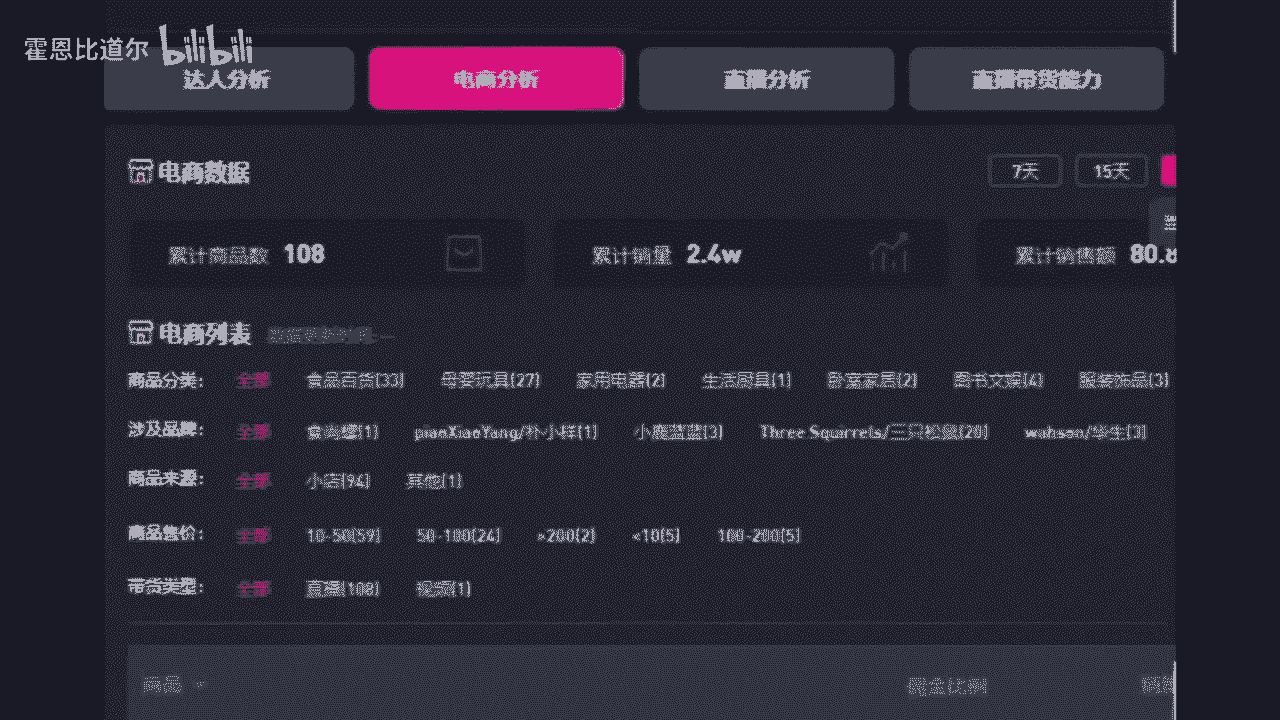 霍恩比道尔 bilibili
达人分析 电商分析 直播分析 直播带货能力
电商数据 7天 15天
累计商品数 108 累计销量 2.4w 累计销售额 80.8
电商列表
商品分类: 全部 食品百货(33) 母婴玩具(27) 家用电器(2) 生活厨具(1) 卧室家居(2) 图书文娱(4) 服装饰品(3)
涉及品牌: 全部 食尚螺(1) piaoXiaoYang/朴小样(1) 小鹿蓝蓝(3) Three Squirrels/三只松鼠(20) wahson/华生(3)
商品来源: 全部 小店(94) 其他(1)
商品售价: 全部 10-50(59) 50-100(24) >200(2) <10(5) 100-200(5)
带货类型: 全部 直播(108) 视频(1)
商品 佣金比例